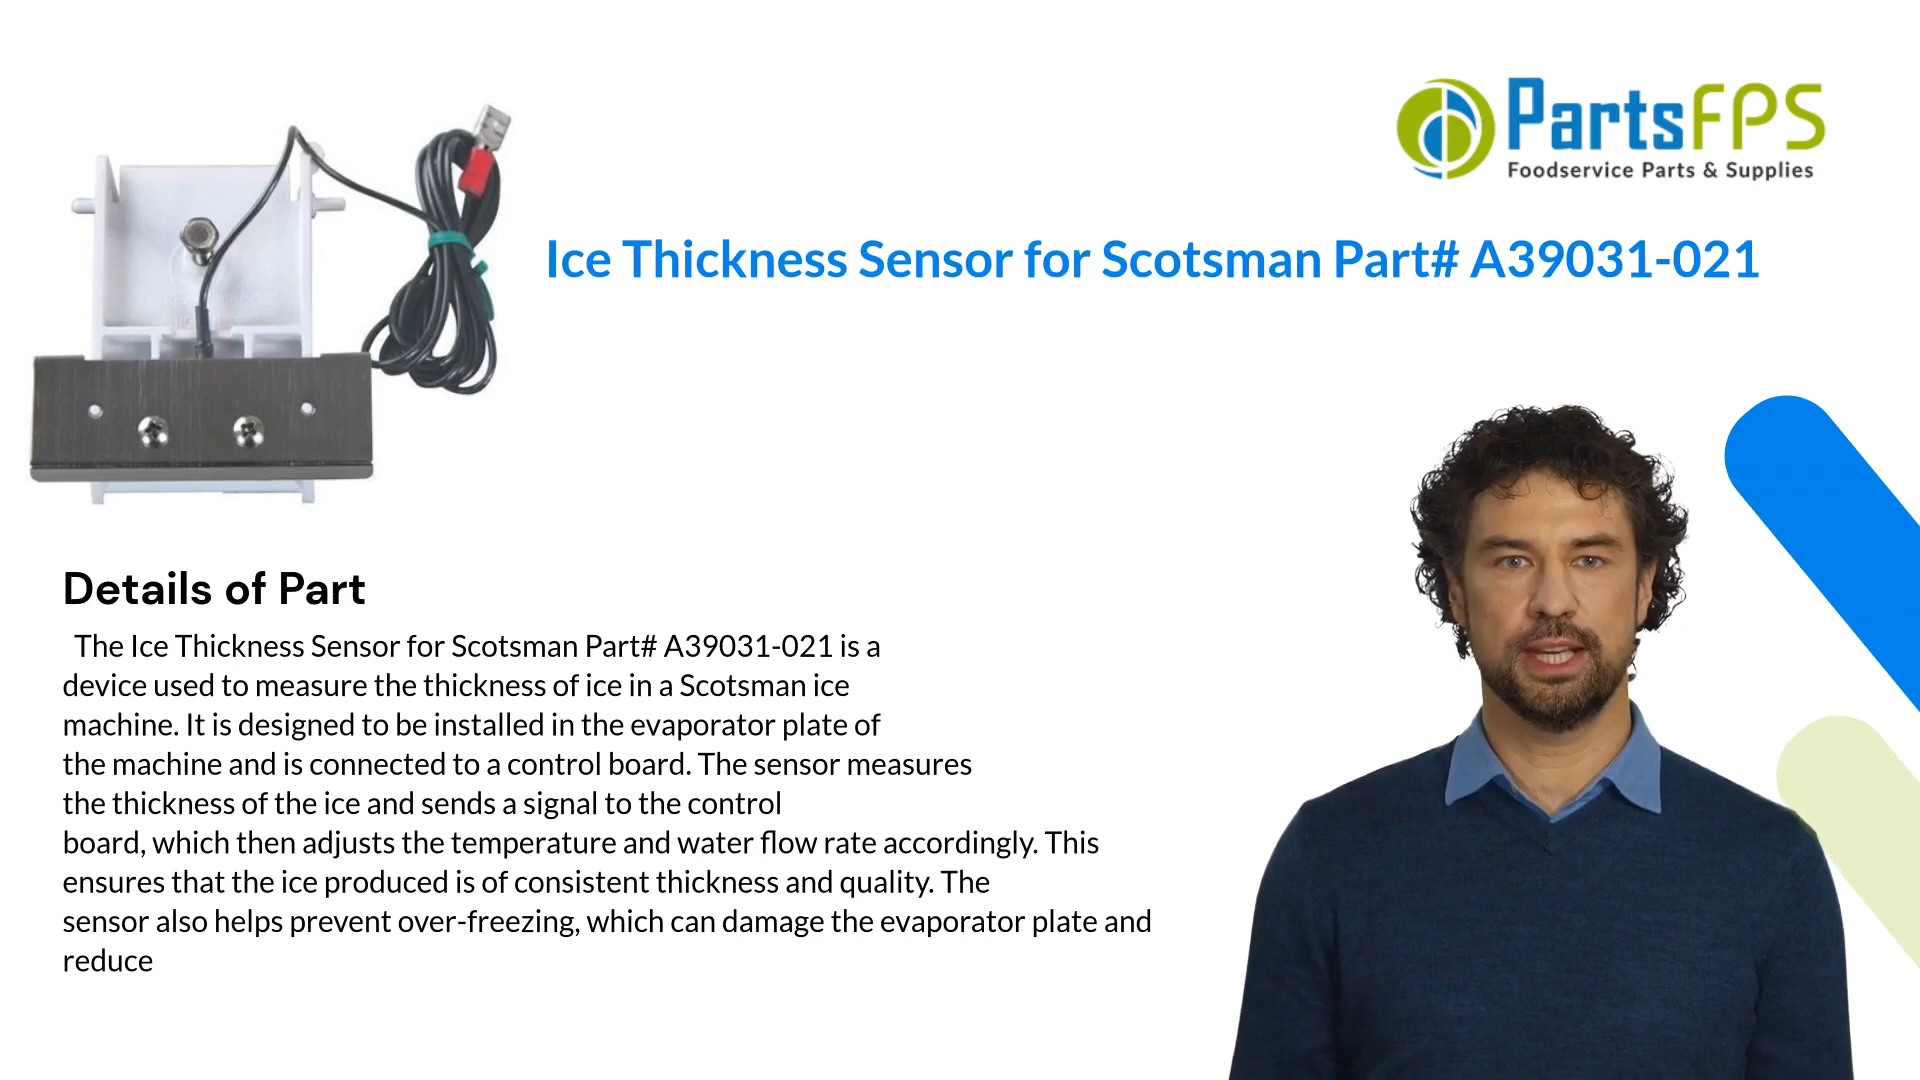 PartsFPS
Foodservice Parts & Supplies
Ice Thickness Sensor for Scotsman Part# A39031-021
Details of Part
The Ice Thickness Sensor for Scotsman Part# A39031-021 is a
device used to measure the thickness of ice in a Scotsman ice
machine. It is designed to be installed in the evaporator plate of
the machine and is connected to a control board. The sensor measures
the thickness of the ice and sends a signal to the control
board, which then adjusts the temperature and water flow rate accordingly. This
ensures that the ice produced is of consistent thickness and quality. The
sensor also helps prevent over-freezing, which can damage the evaporator plate and
reduce